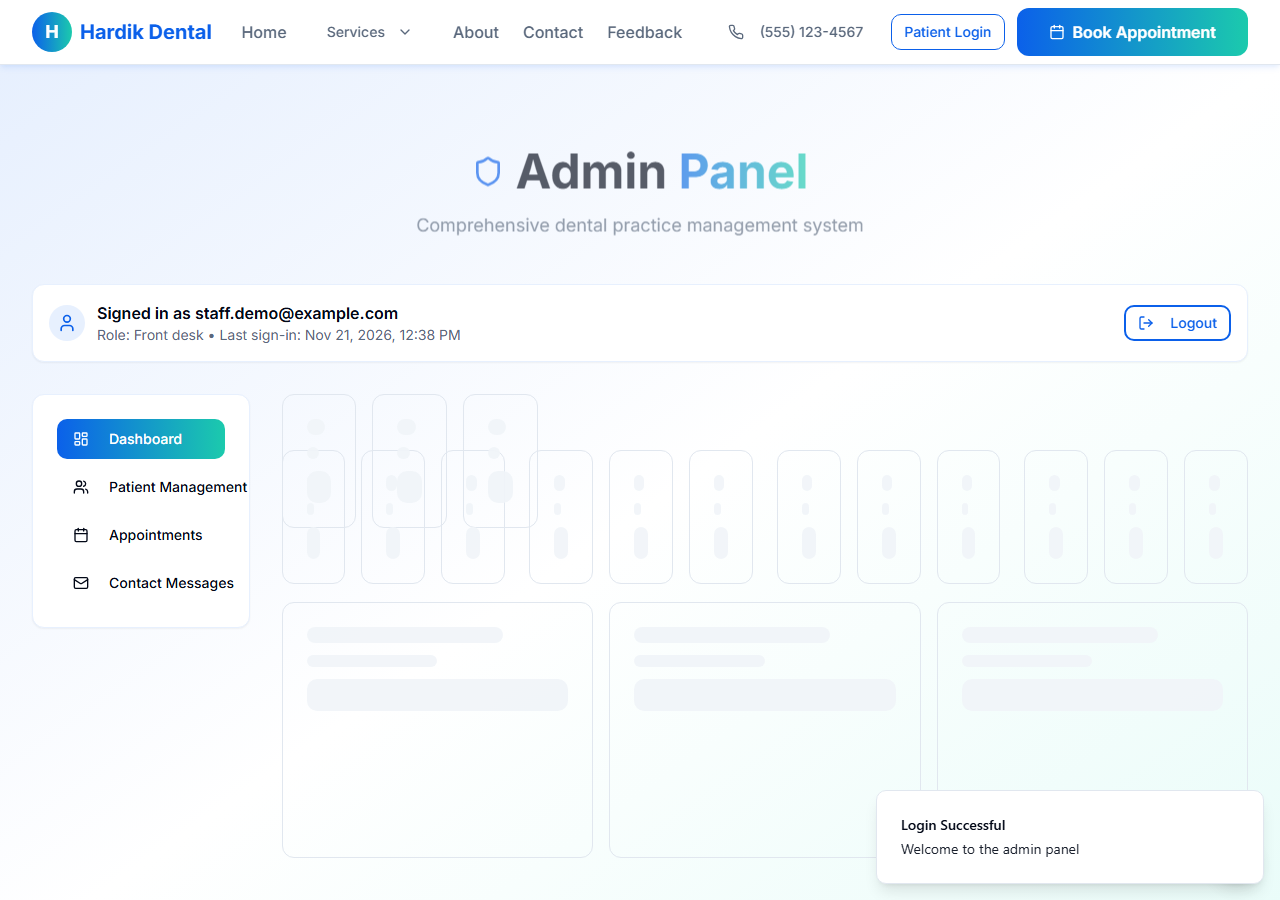 H Hardik Dental Home Services About Contact Feedback (555) 123-4567 Patient Login Book Appointment
Admin Panel
Comprehensive dental practice management system
Signed in as staff.demo@example.com
Role: Front desk • Last sign-in: Nov 21, 2026, 12:38 PM
Logout
Dashboard
Patient Management
Appointments
Contact Messages
Login Successful
Welcome to the admin panel